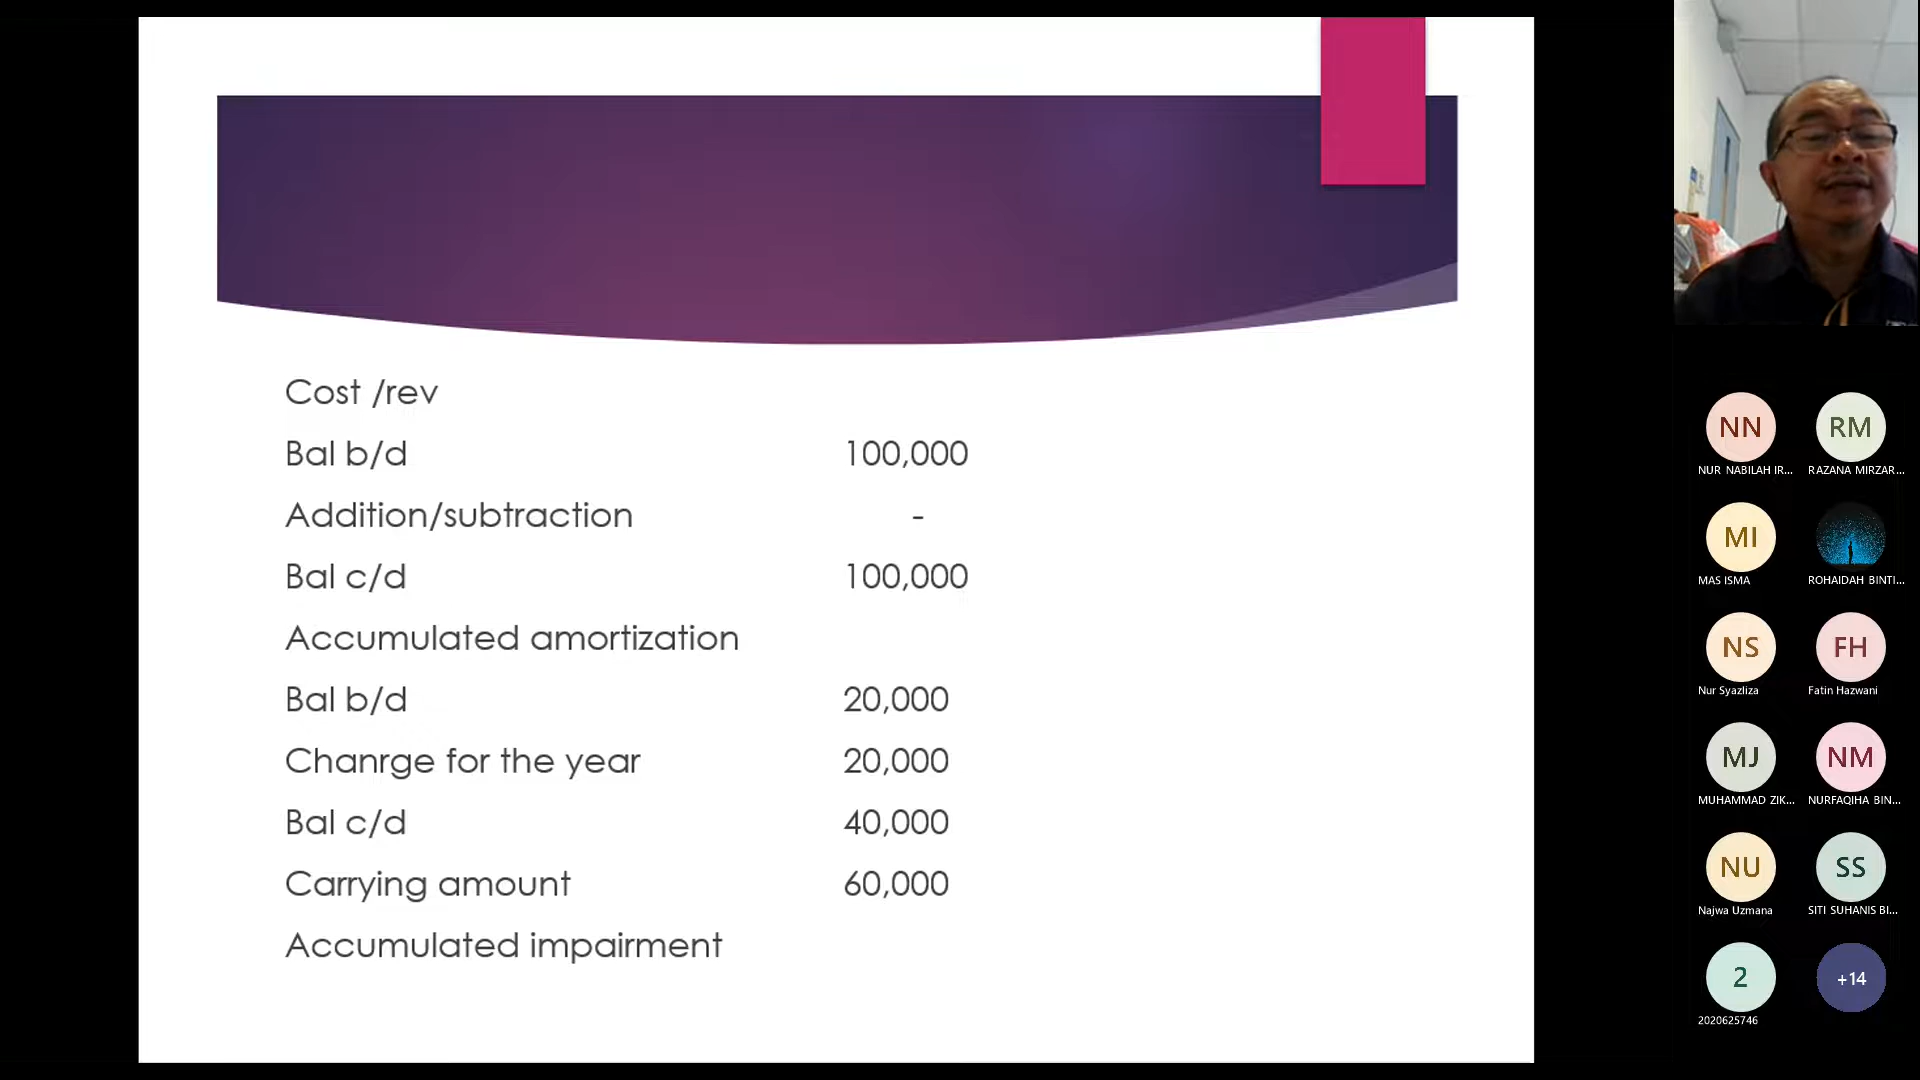 Cost /rev
Bal b/d 100,000
Addition/subtraction -
Bal c/d 100,000
Accumulated amortization
Bal b/d 20,000
Chanrge for the year 20,000
Bal c/d 40,000
Carrying amount 60,000
Accumulated impairment
NN RM
NUR NABILAH IR... RAZANA MIRZAR...
MI
MAS ISMA ROHAIDAH BINTI...
NS FH
Nur Syazliza Fatin Hazwani
MJ NM
MUHAMMAD ZIK... NURFAQIHA BIN...
NU SS
Najwa Uzmana SITI SUHANIS BI...
2 +14
2020625746